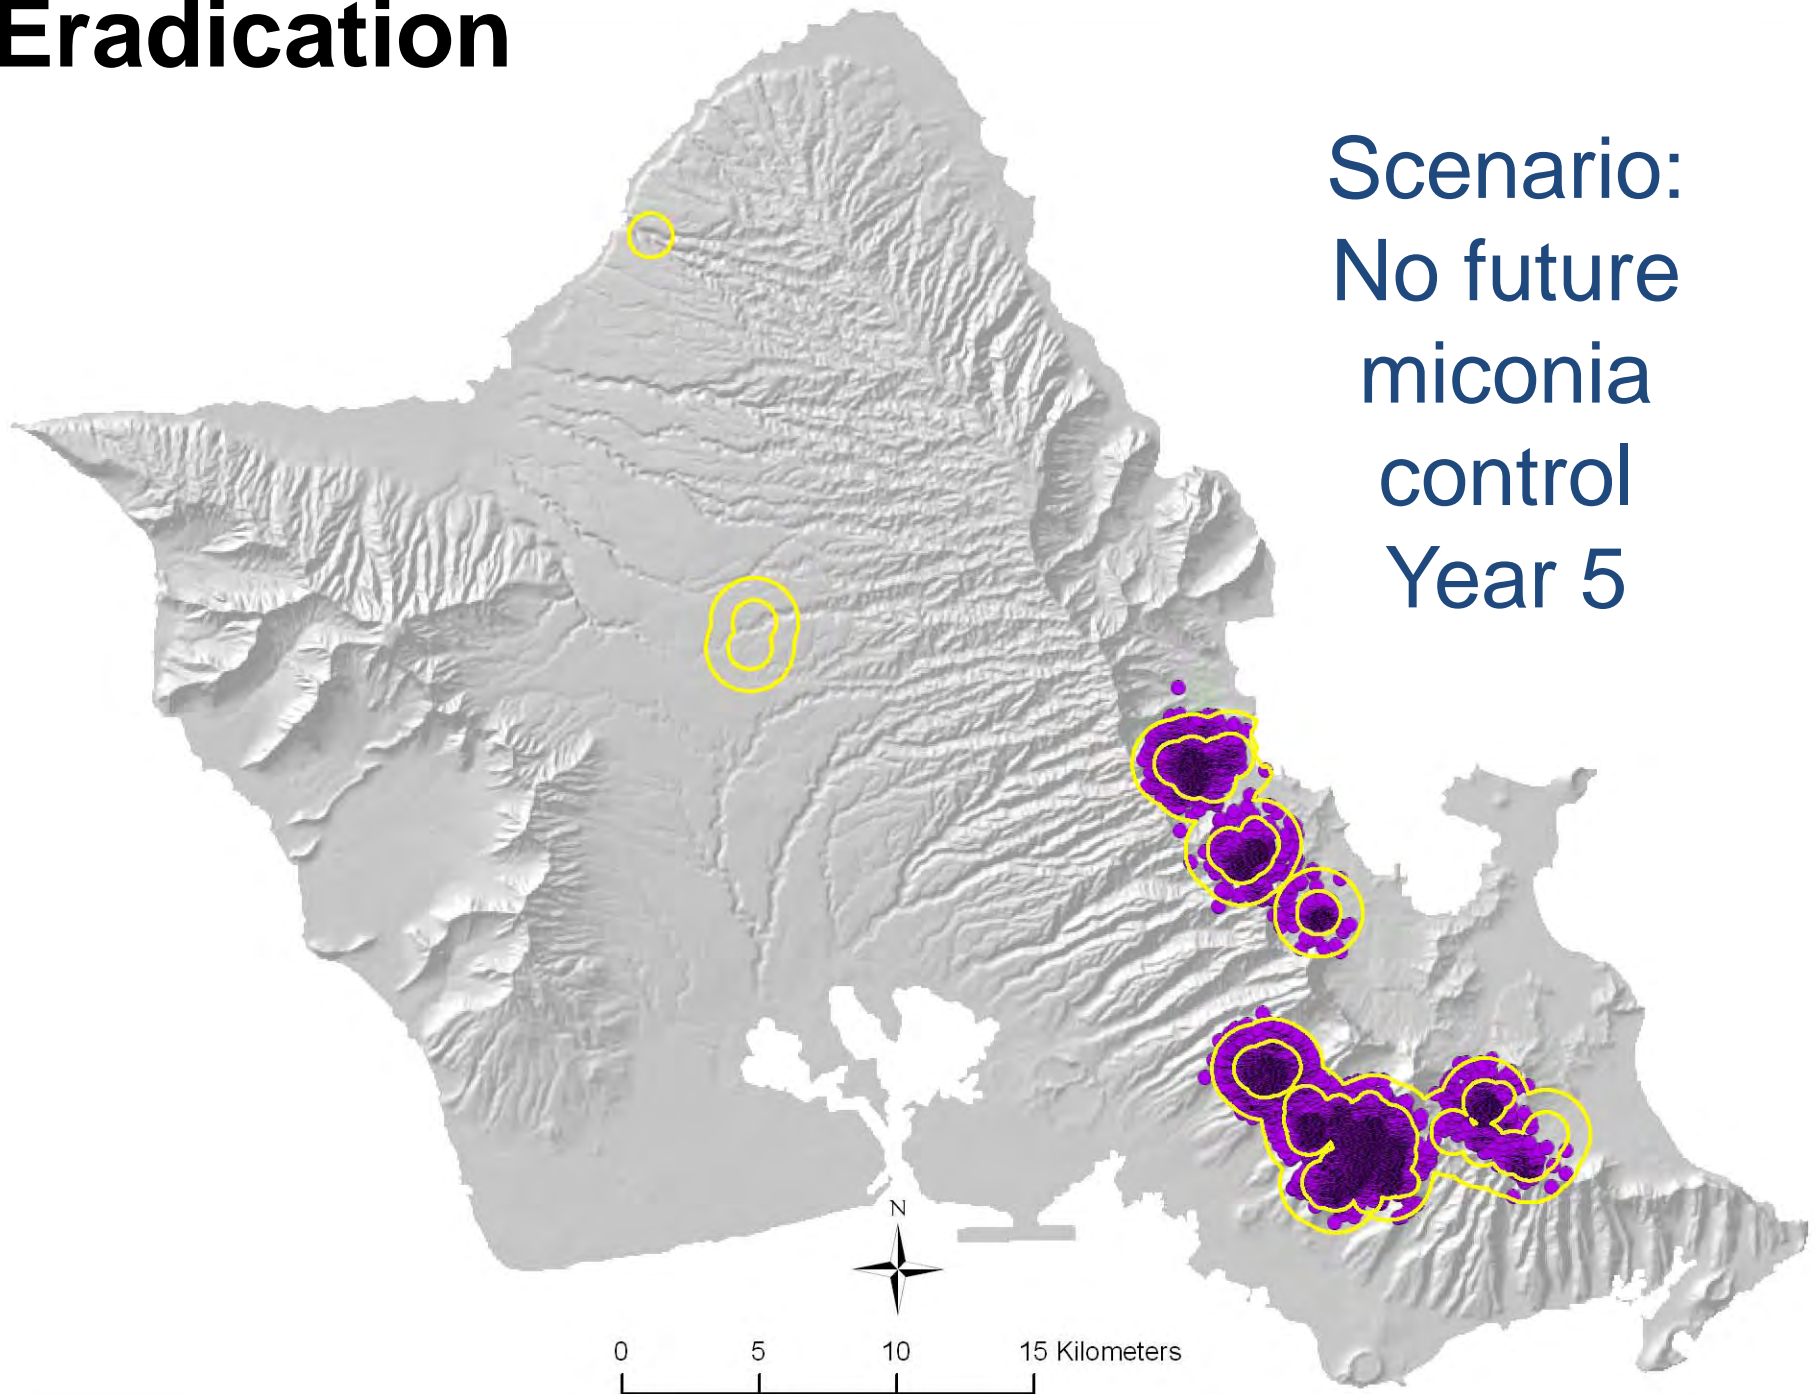 Eradication
Scenario:
No future
miconia
control
Year 5
N
0 5 10 15 Kilometers